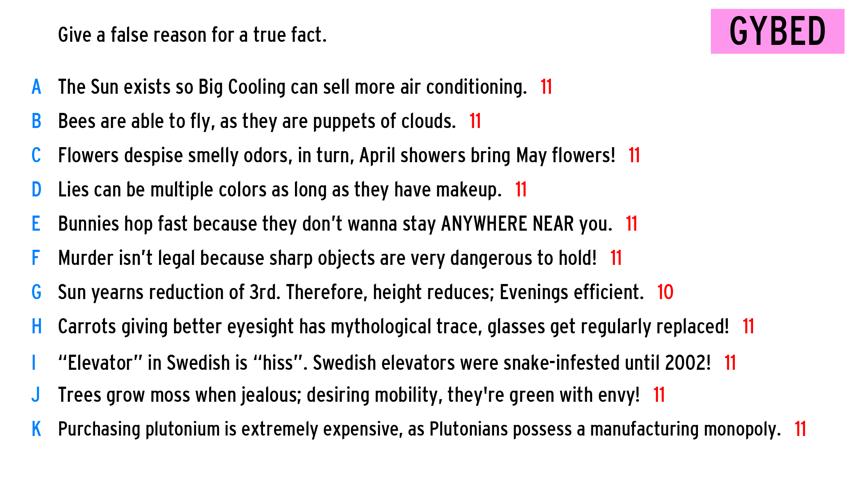 Give a false reason for a true fact.
GYBED
A The Sun exists so Big Cooling can sell more air conditioning. 11
B Bees are able to fly, as they are puppets of clouds. 11
C Flowers despise smelly odors, in turn, April showers bring May flowers! 11
D Lies can be multiple colors as long as they have makeup. 11
E Bunnies hop fast because they don’t wanna stay ANYWHERE NEAR you. 11
F Murder isn’t legal because sharp objects are very dangerous to hold! 11
G Sun yearns reduction of 3rd. Therefore, height reduces; Evenings efficient. 10
H Carrots giving better eyesight has mythological trace, glasses get regularly replaced! 11
I “Elevator” in Swedish is “hiss”. Swedish elevators were snake-infested until 2002! 11
J Trees grow moss when jealous; desiring mobility, they're green with envy! 11
K Purchasing plutonium is extremely expensive, as Plutonians possess a manufacturing monopoly. 11